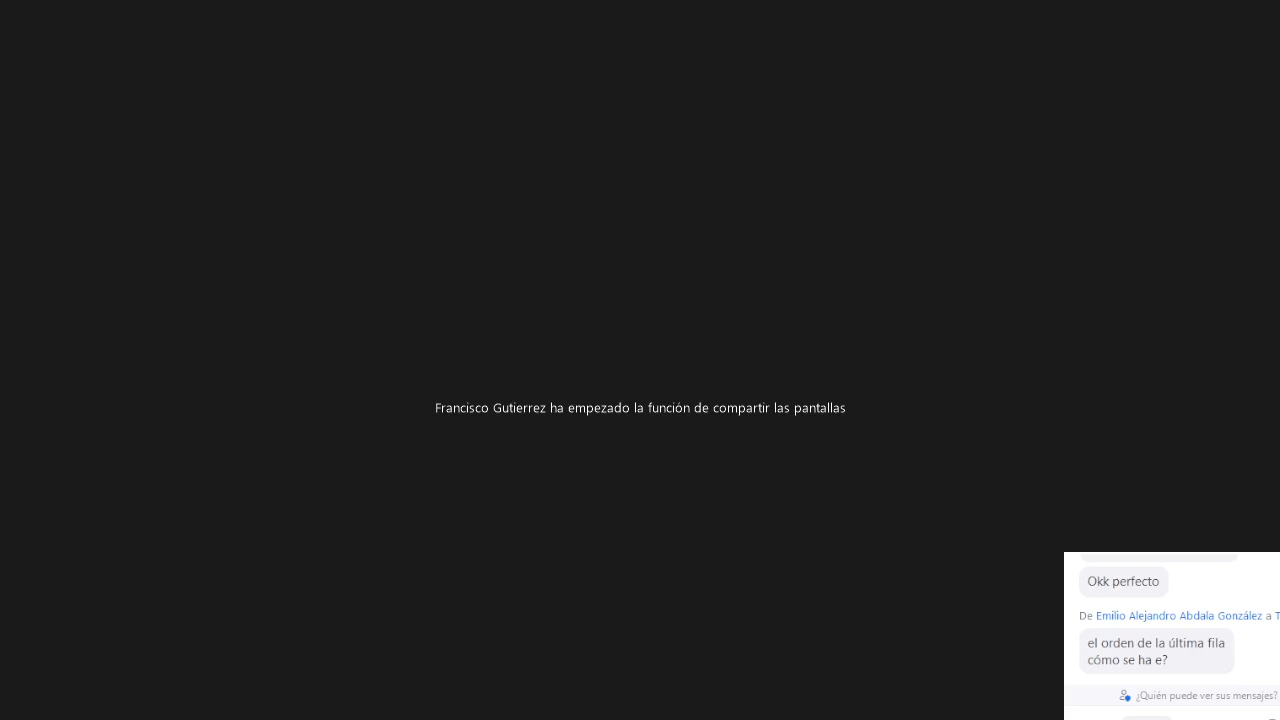 Francisco Gutierrez ha empezado la función de compartir las pantallas
Okk perfecto
De Emilio Alejandro Abdala González a T
el orden de la última fila
cómo se ha e?
¿Quién puede ver sus mensajes?